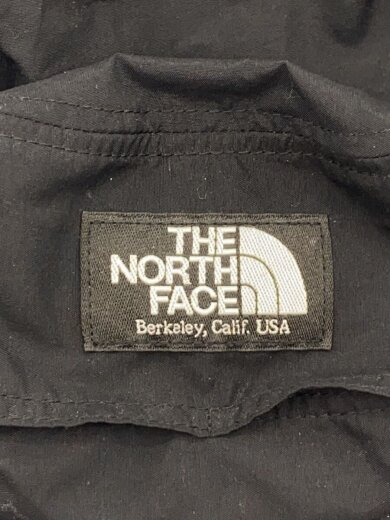 THE
NORTH
FACE
Berkeley, Calif. USA